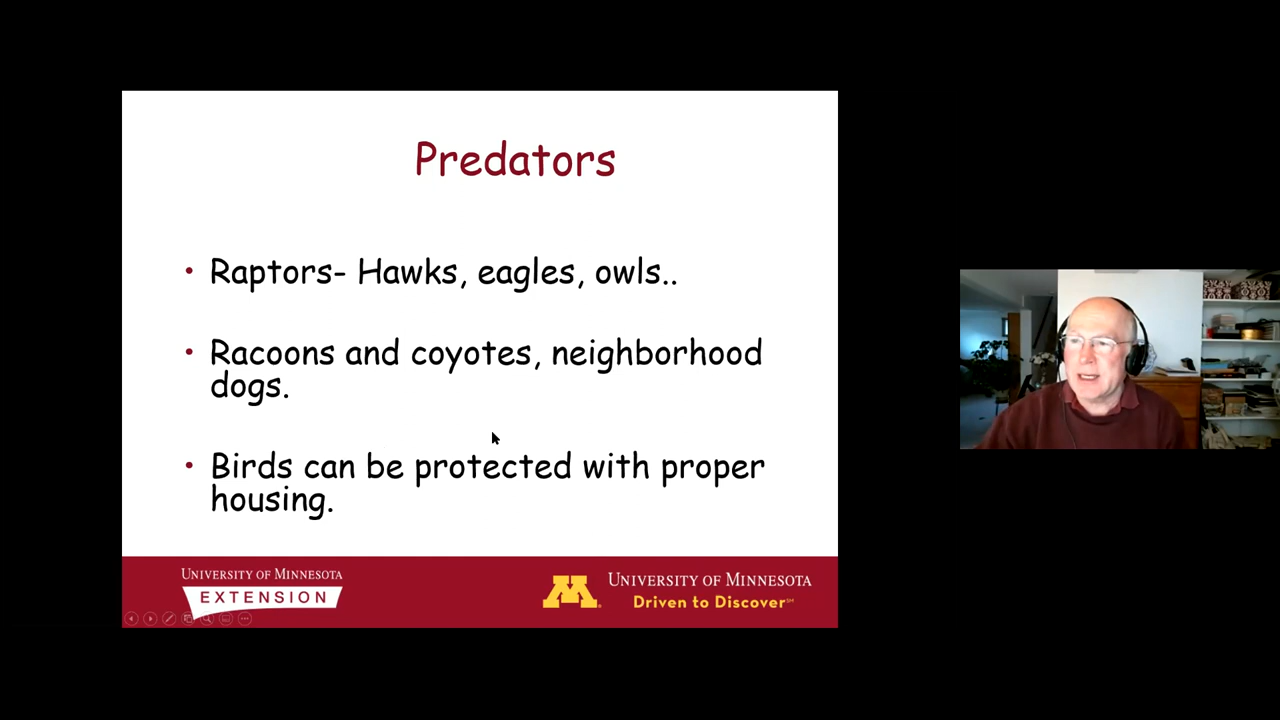 Predators
• Raptors- Hawks, eagles, owls..
• Racoons and coyotes, neighborhood
dogs.
• Birds can be protected with proper
housing.
UNIVERSITY OF MINNESOTA
EXTENSION
M
UNIVERSITY OF MINNESOTA
Driven to Discover℠